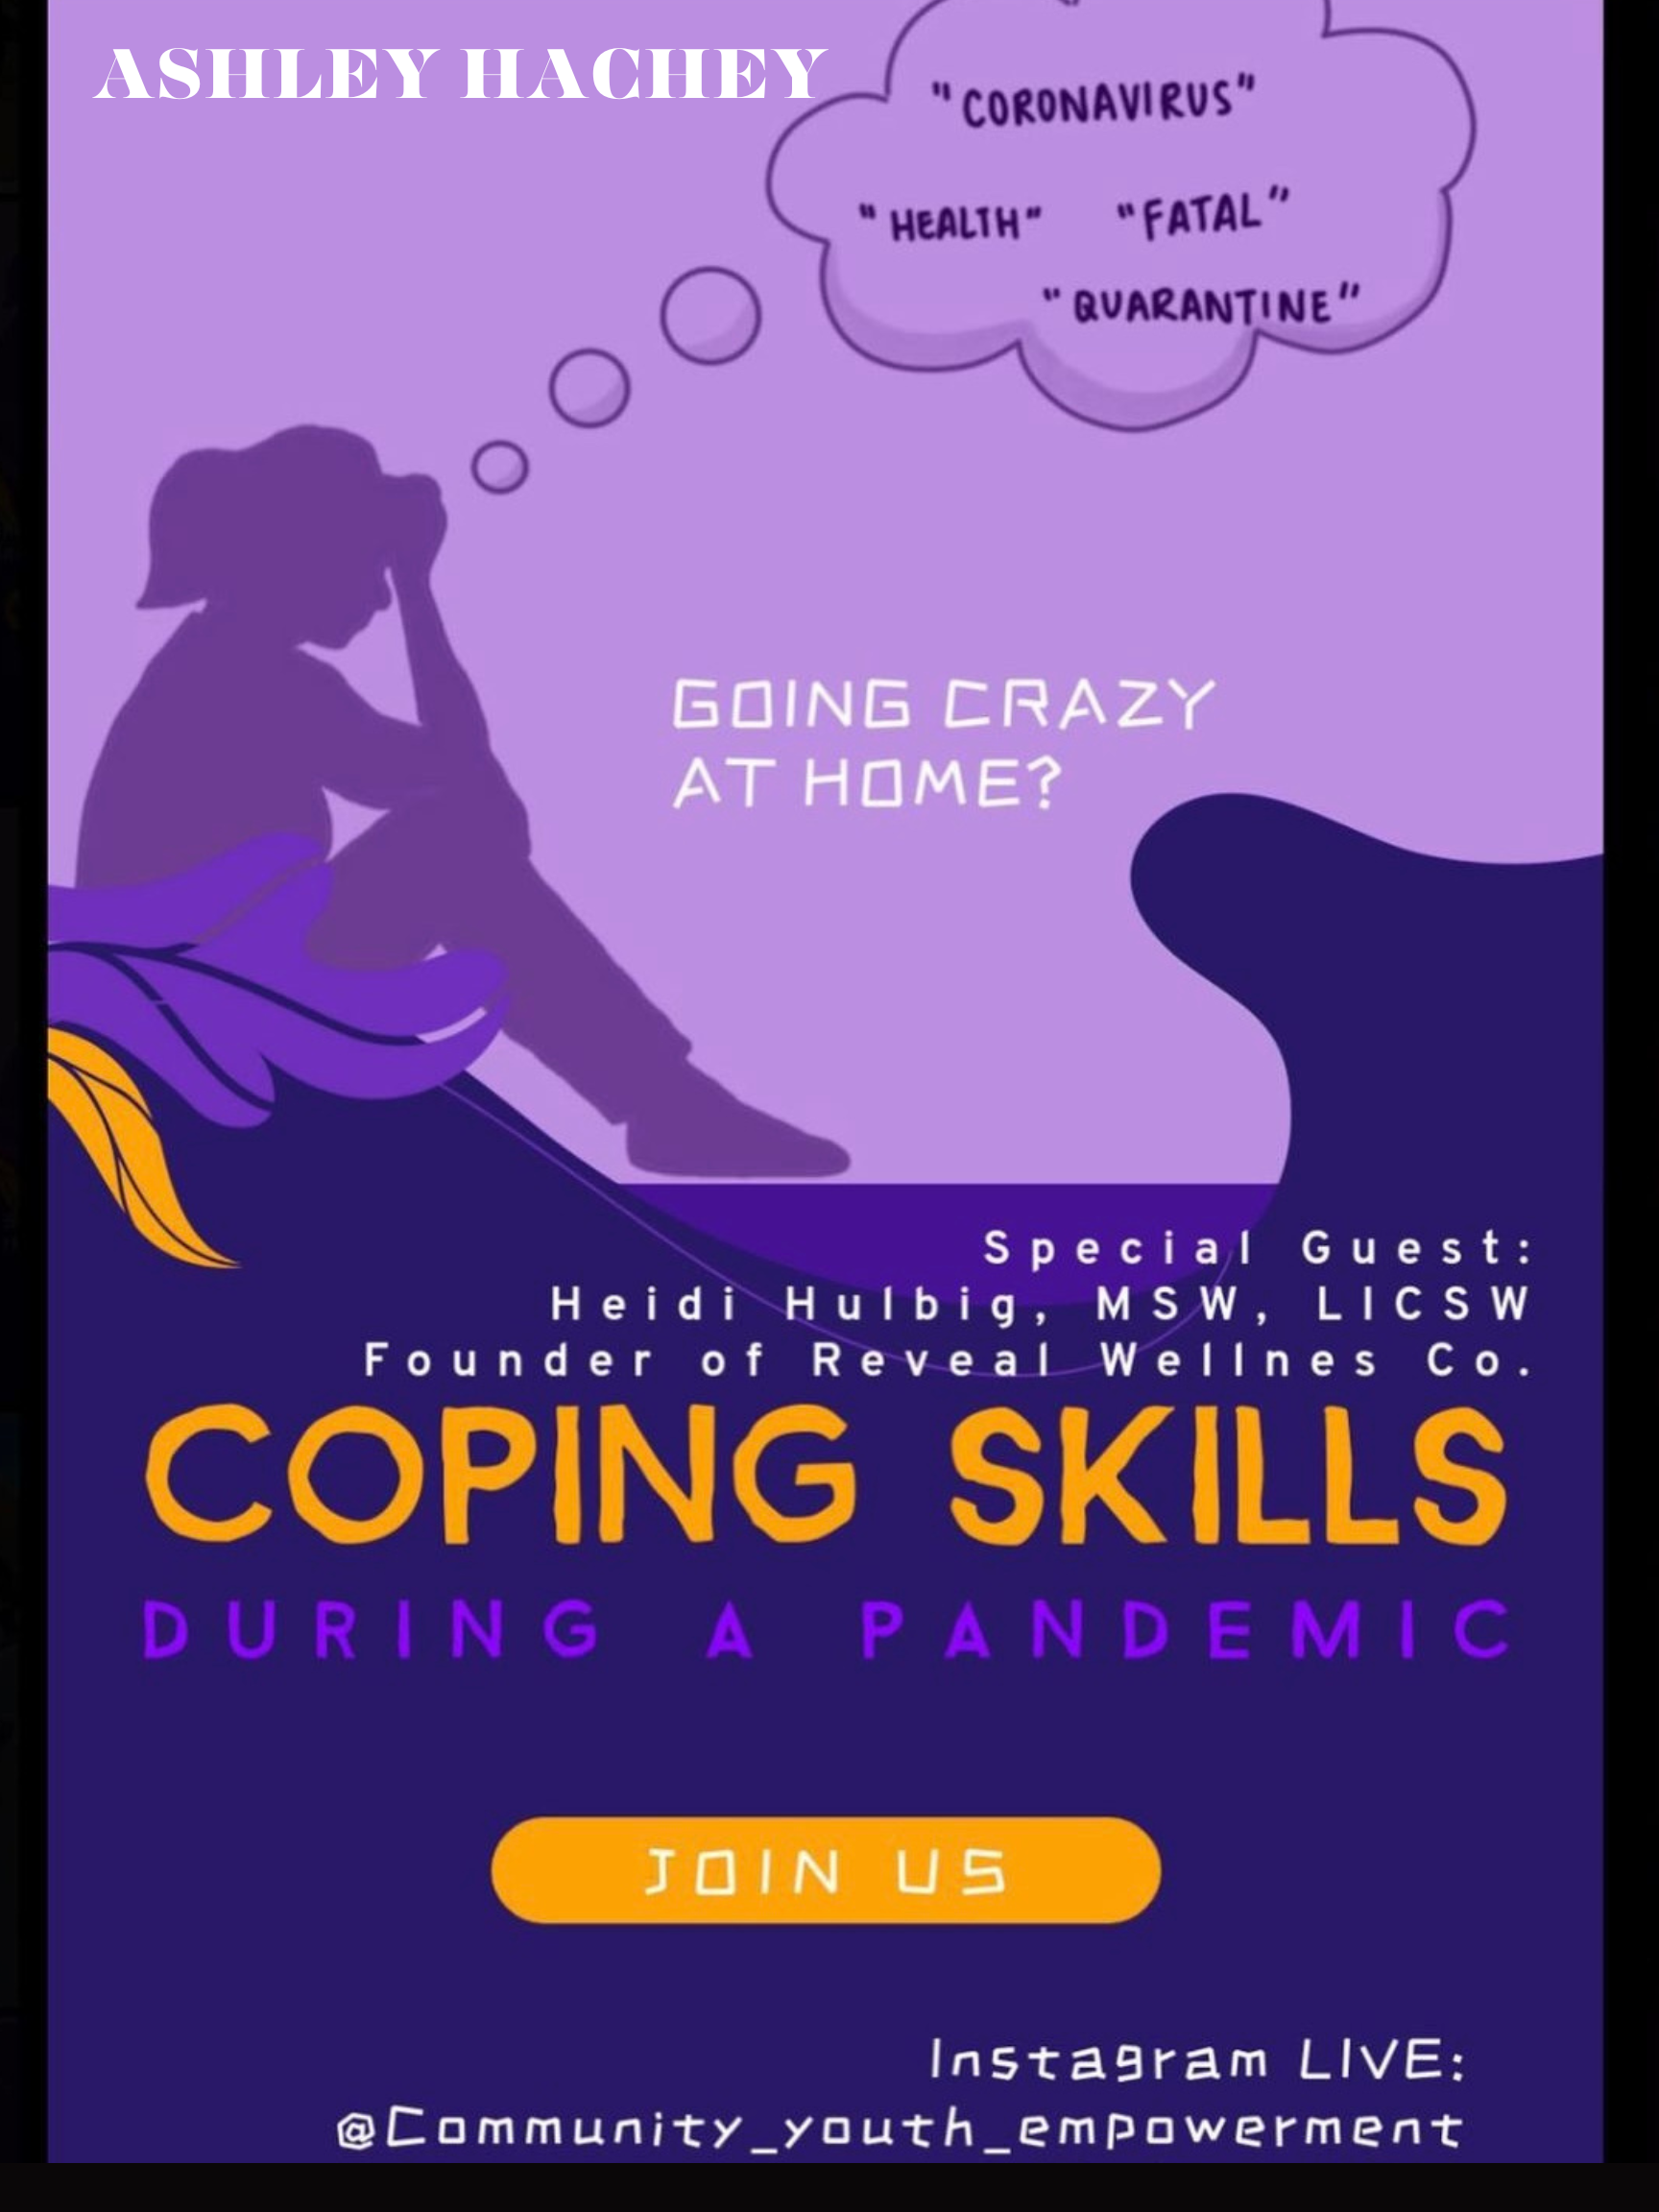 ASHLEY HACHEY
"CORONAVIRUS"
"HEALTH" "FATAL"
"QUARANTINE"
GOING CRAZY
AT HOME?
Special Guest:
Heidi Hulbig, MSW, LICSW
Founder of Reveal Wellnes Co.
COPING SKILLS
DURING A PANDEMIC
JOIN US
Instagram LIVE:
@Community_youth_empowerment